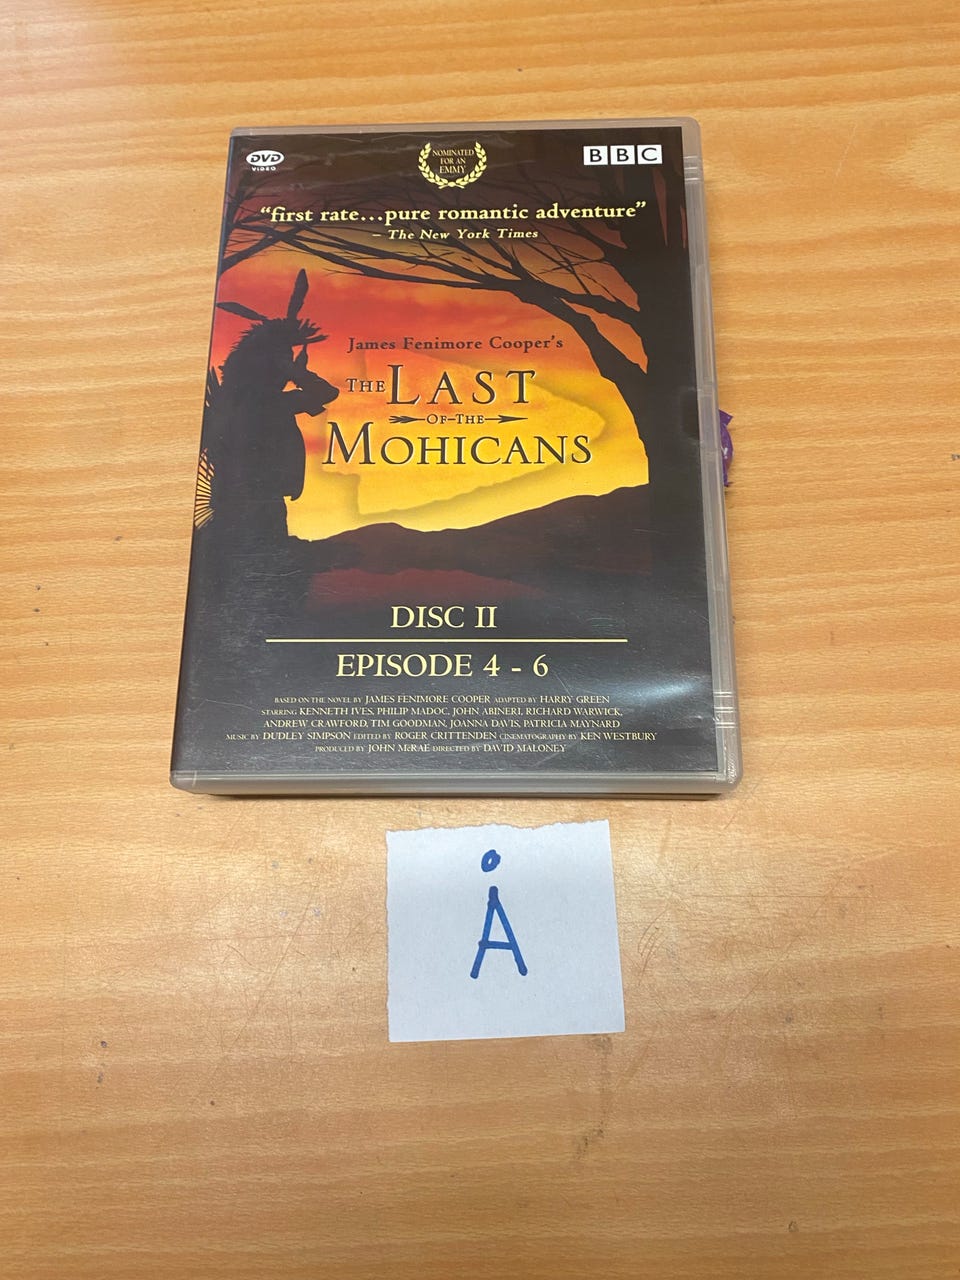 DVD
VIDEO
NOMINATED
FOR AN
EMMY
BBC
“first rate...pure romantic adventure”
– The New York Times
James Fenimore Cooper's
THE LAST
OF-THE
MOHICANS
DISC II
EPISODE 4 - 6
BASED ON THE NOVEL BY JAMES FENIMORE COOPER ADAPTED BY HARRY GREEN
STARRING KENNETH IVES, PHILIP MADOC, JOHN ABINERI, RICHARD WARWICK,
ANDREW CRAWFORD, TIM GOODMAN, JOANNA DAVIS, PATRICIA MAYNARD
MUSIC BY DUDLEY SIMPSON EDITED BY ROGER CRITTENDEN CINEMATOGRAPHY BY KEN WESTBURY
PRODUCED BY JOHN McRAE DIRECTED BY DAVID MALONEY
Å